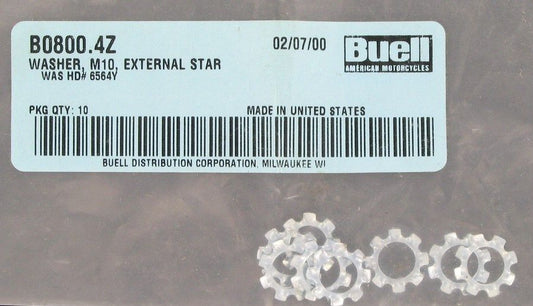 B0800.4Z 02/07/00 Buell
AMERICAN MOTORCYCLES
WASHER, M10, EXTERNAL STAR
WAS HD# 6564Y
PKG QTY: 10 MADE IN UNITED STATES
BUELL DISTRIBUTION CORPORATION, MILWAUKEE WI